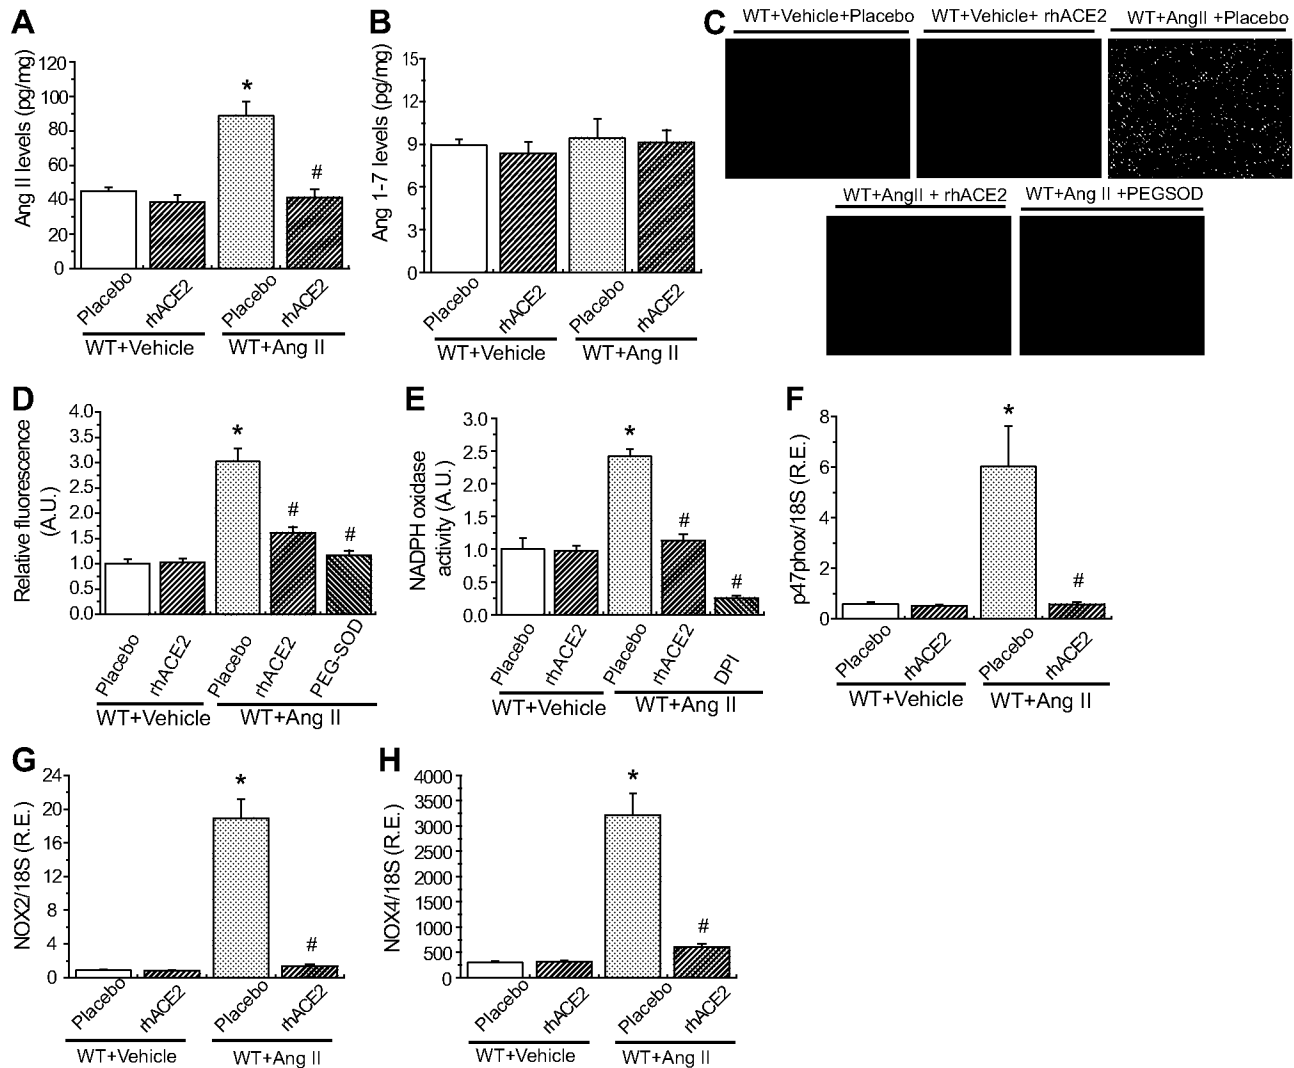 A
Ang II levels (pg/mg)
120
100
80
60
40
20
0
*
#
Placebo
rhACE2
Placebo
rhACE2
WT+Vehicle
WT+Ang II
B
Ang 1-7 levels (pg/mg)
15
12
9
6
3
0
Placebo
rhACE2
Placebo
rhACE2
WT+Vehicle
WT+Ang II
C
WT+Vehicle+Placebo
WT+Vehicle+ rhACE2
WT+AngII +Placebo
WT+AngII + rhACE2
WT+Ang II +PEGSOD
D
Relative fluorescence
(A.U.)
4.0
3.5
3.0
2.5
2.0
1.5
1.0
0.5
0.0
*
#
#
Placebo
rhACE2
Placebo
rhACE2
PEG-SOD
WT+Vehicle
WT+Ang II
E
NADPH oxidase
activity (A.U.)
3.0
2.5
2.0
1.5
1.0
0.5
0.0
*
#
#
Placebo
rhACE2
Placebo
rhACE2
DPI
WT+Vehicle
WT+Ang II
F
p47phox/18S (R.E.)
8
6
4
2
0
*
#
Placebo
rhACE2
Placebo
rhACE2
WT+Vehicle
WT+Ang II
G
NOX2/18S (R.E.)
24
20
16
12
8
4
0
*
#
Placebo
rhACE2
Placebo
rhACE2
WT+Vehicle
WT+Ang II
H
NOX4/18S (R.E.)
4000
3500
3000
2500
2000
1500
1000
500
0
*
#
Placebo
rhACE2
Placebo
rhACE2
WT+Vehicle
WT+Ang II